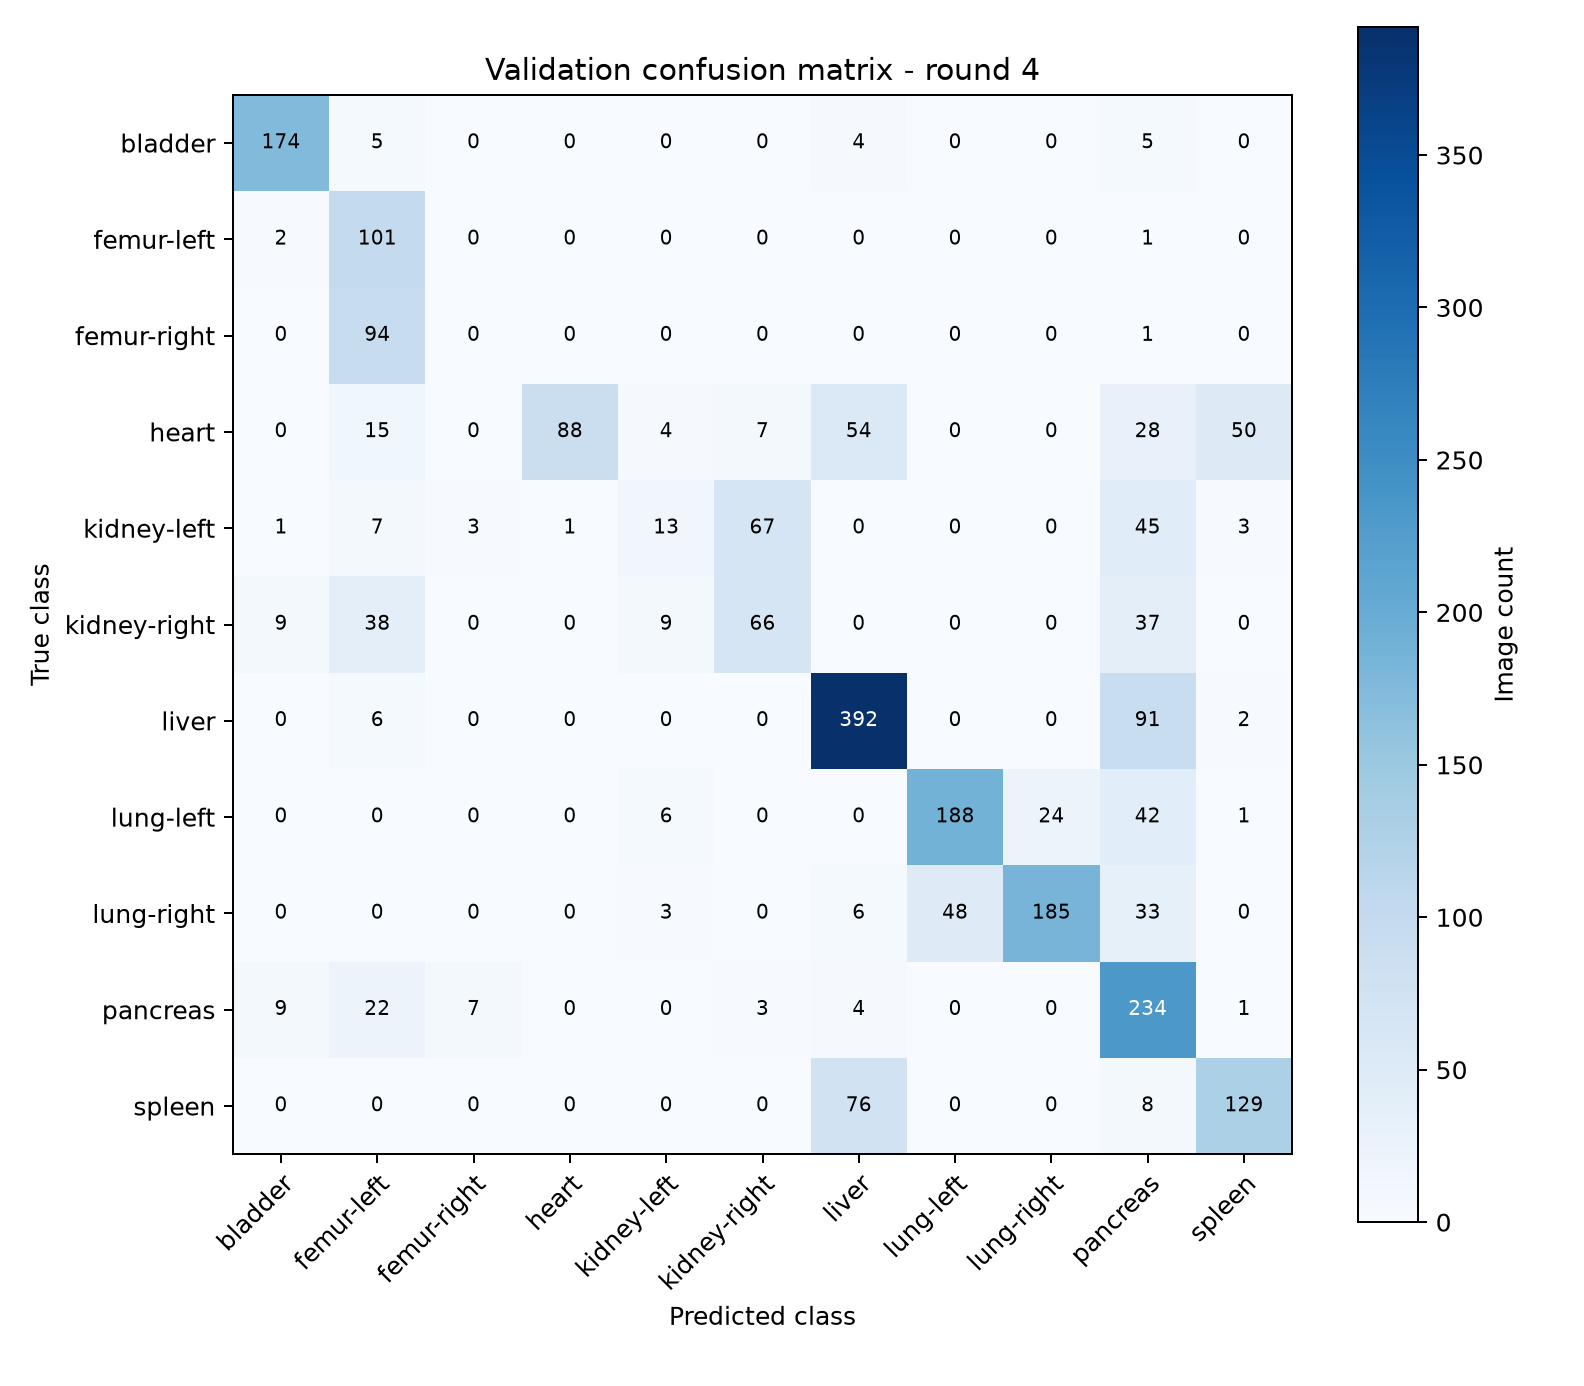 Validation confusion matrix - round 4
bladder 174 5 0 0 0 0 4 0 0 5 0
femur-left 2 101 0 0 0 0 0 0 0 1 0
femur-right 0 94 0 0 0 0 0 0 0 1 0
heart 0 15 0 88 4 7 54 0 0 28 50
kidney-left 1 7 3 1 13 67 0 0 0 45 3
kidney-right 9 38 0 0 9 66 0 0 0 37 0
liver 0 6 0 0 0 0 392 0 0 91 2
lung-left 0 0 0 0 6 0 0 188 24 42 1
lung-right 0 0 0 0 3 0 6 48 185 33 0
pancreas 9 22 7 0 0 3 4 0 0 234 1
spleen 0 0 0 0 0 0 76 0 0 8 129
True class
bladder femur-left femur-right heart kidney-left kidney-right liver lung-left lung-right pancreas spleen
Predicted class
350
300
250
200
150
100
50
0
Image count